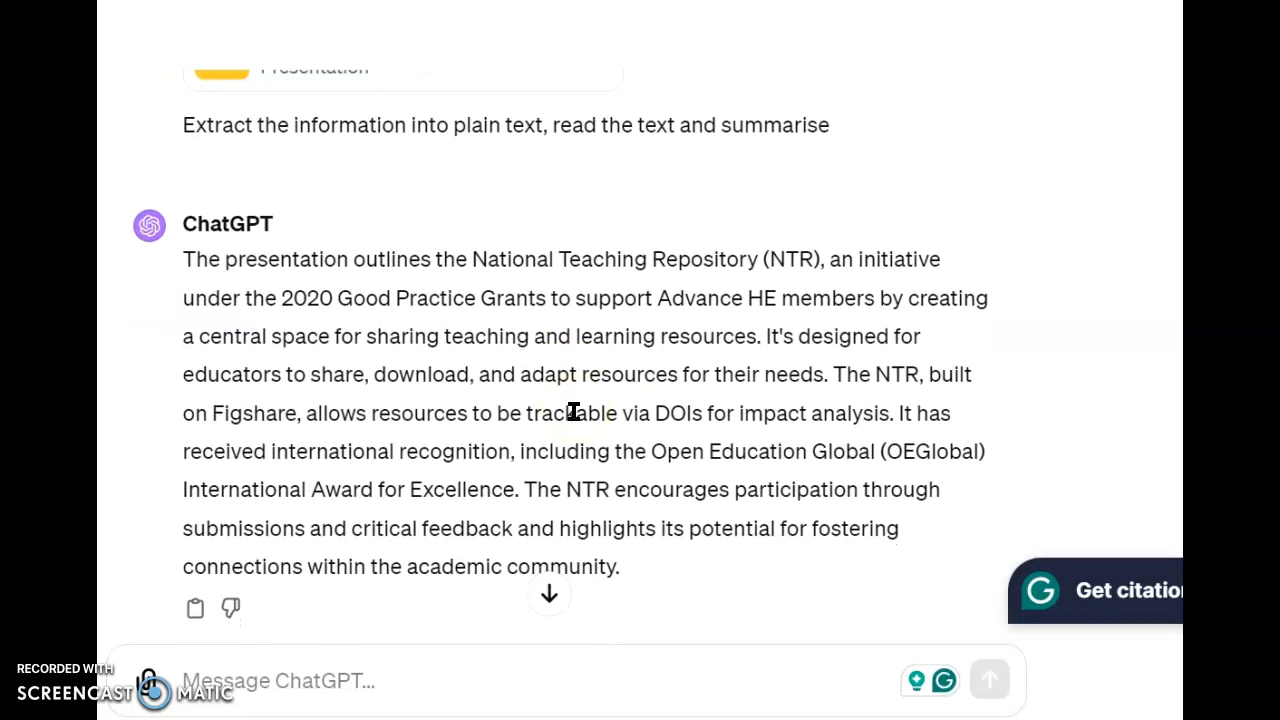 Presentation
Extract the information into plain text, read the text and summarise
ChatGPT
The presentation outlines the National Teaching Repository (NTR), an initiative
under the 2020 Good Practice Grants to support Advance HE members by creating
a central space for sharing teaching and learning resources. It's designed for
educators to share, download, and adapt resources for their needs. The NTR, built
on Figshare, allows resources to be trackable via DOIs for impact analysis. It has
received international recognition, including the Open Education Global (OEGlobal)
International Award for Excellence. The NTR encourages participation through
submissions and critical feedback and highlights its potential for fostering
connections within the academic community.
G Get citatio
Message ChatGPT...
G
RECORDED WITH
SCREENCAST MATIC